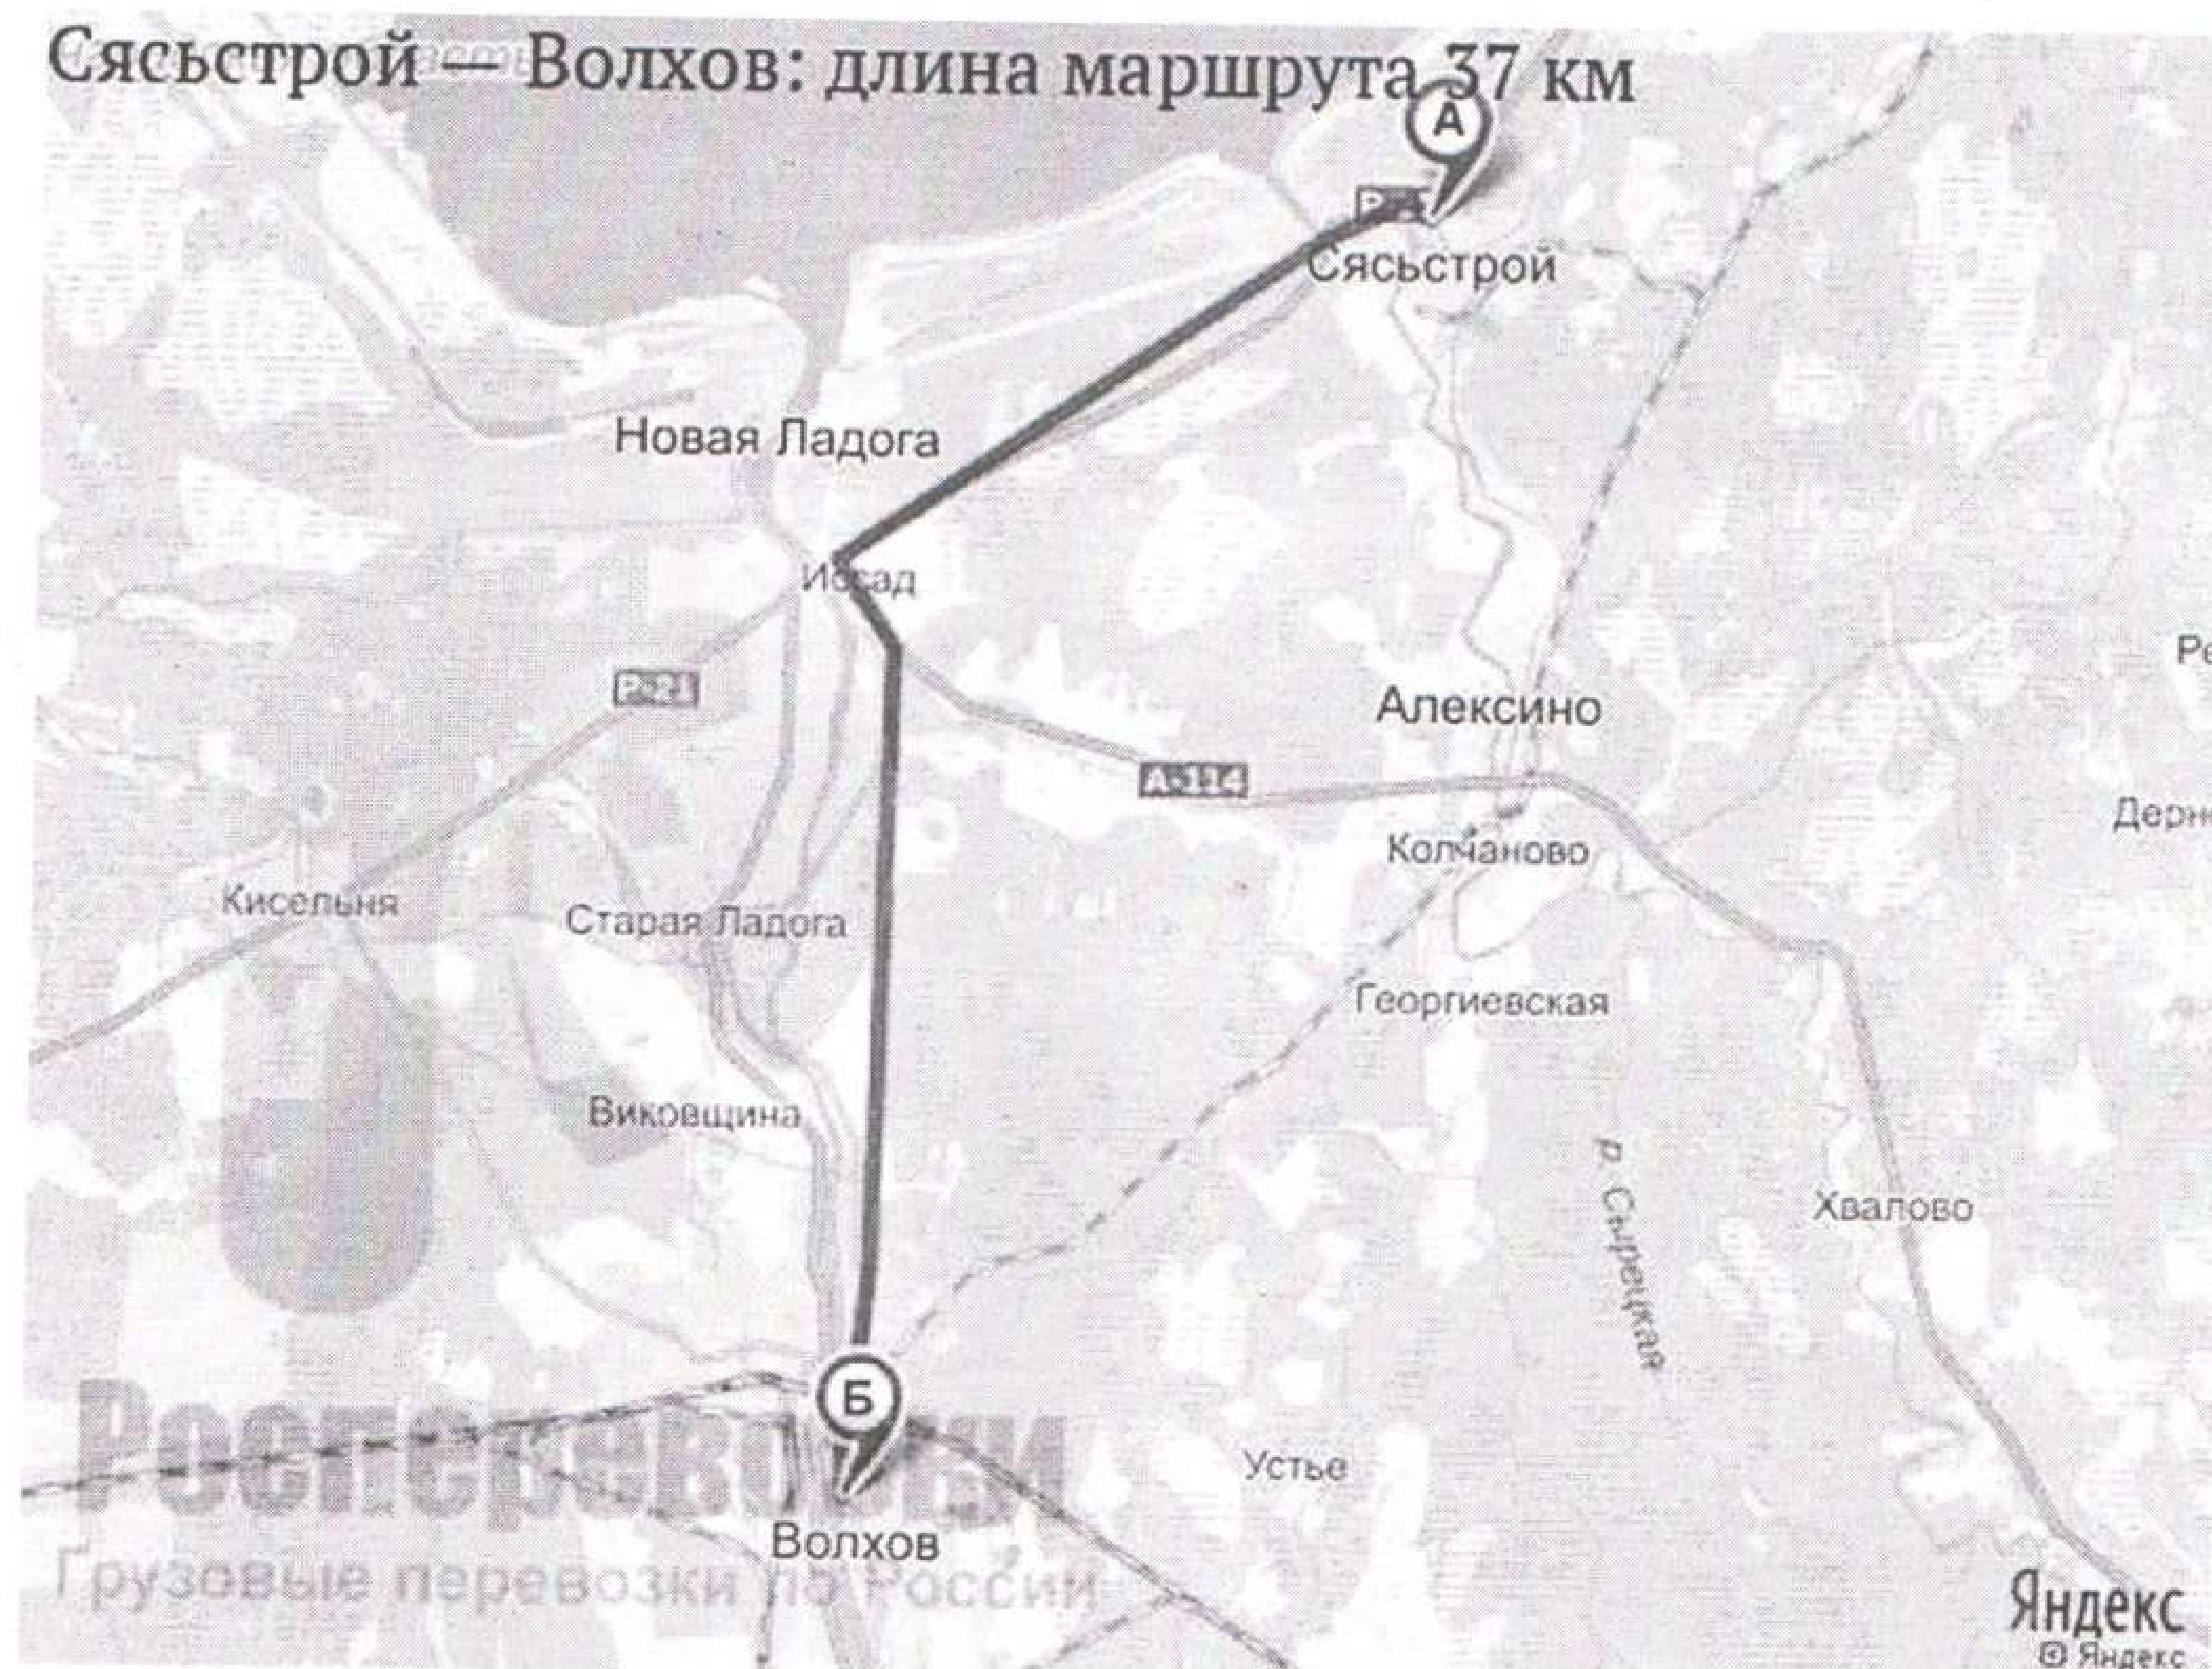 Сясьстрой — Волхов: длина маршрута 37 км
А
Сясьстрой
Новая Ладога
Иссад
Р-21
Алексино
А-114
Колчаново
Кисельня
Старая Ладога
Георгиевская
Виковщина
р. Сырецкая
Хвалово
Б
Росперевозки
Устье
Волхов
Грузовые перевозки по России
Яндекс
© Яндекс